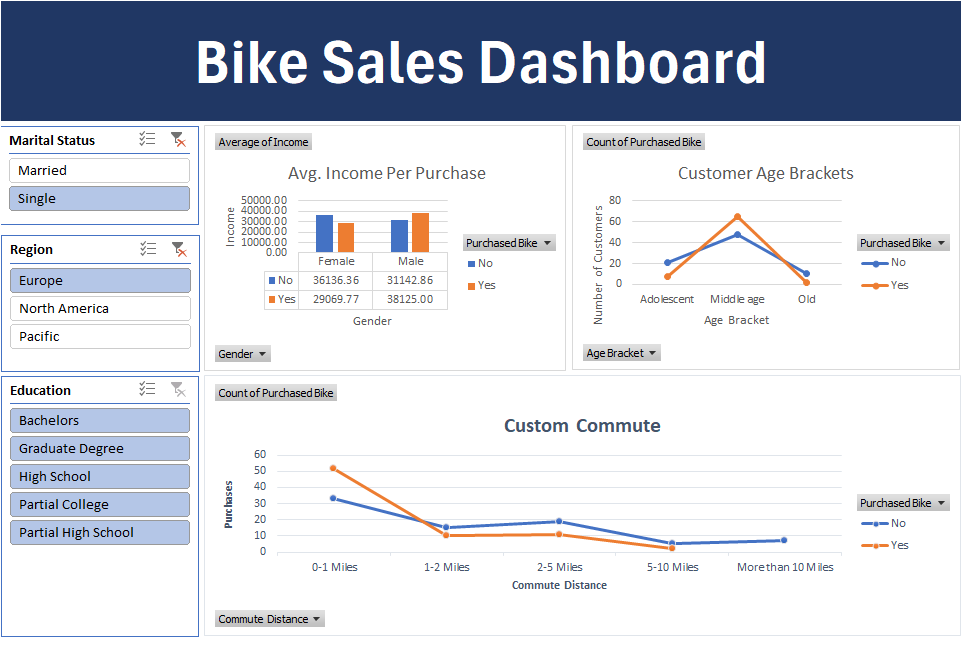 Bike Sales Dashboard
Marital Status
Married
Single
Region
Europe
North America
Pacific
Education
Bachelors
Graduate Degree
High School
Partial College
Partial High School
Average of Income
Avg. Income Per Purchase
Income
50000.00
40000.00
30000.00
20000.00
10000.00
0.00
Female Male
No 36136.36 31142.86
Yes 29069.77 38125.00
Gender
Purchased Bike
No
Yes
Gender
Count of Purchased Bike
Customer Age Brackets
Number of Customers
80
60
40
20
0
Adolescent Middle age Old
Age Bracket
Purchased Bike
No
Yes
Age Bracket
Count of Purchased Bike
Custom Commute
Purchases
60
50
40
30
20
10
0
0-1 Miles 1-2 Miles 2-5 Miles 5-10 Miles More than 10 Miles
Commute Distance
Purchased Bike
No
Yes
Commute Distance